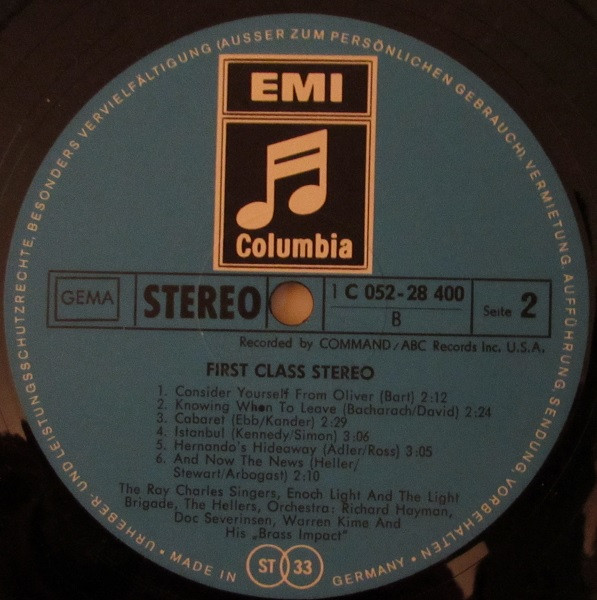 URHEBER- UND LEISTUNGSSCHUTZRECHTE, BESONDERS VERVIELFÄLTIGUNG (AUSSER ZUM PERSÖNLICHEN GEBRAUCH), VERMIETUNG, AUFFÜHRUNG, SENDUNG, VORBEHALTEN •
EMI
Columbia
GEMA
STEREO
1 C 052-28 400
B
Seite 2
Recorded by COMMAND/ABC Records Inc. U.S.A.
FIRST CLASS STEREO
1. Consider Yourself From Oliver (Bart) 2:12
2. Knowing When To Leave (Bacharach/David) 2:24
3. Cabaret (Ebb/Kander) 2:29
4. Istanbul (Kennedy/Simon) 3:06
5. Hernando's Hideaway (Adler/Ross) 3:05
6. And Now The News (Heller/
Stewart/Arbogast) 2:10
The Ray Charles Singers, Enoch Light And The Light
Brigade, The Hellers, Orchestra: Richard Hayman,
Doc Severinsen, Warren Kime And
His „Brass Impact"
• MADE IN GERMANY •
ST 33